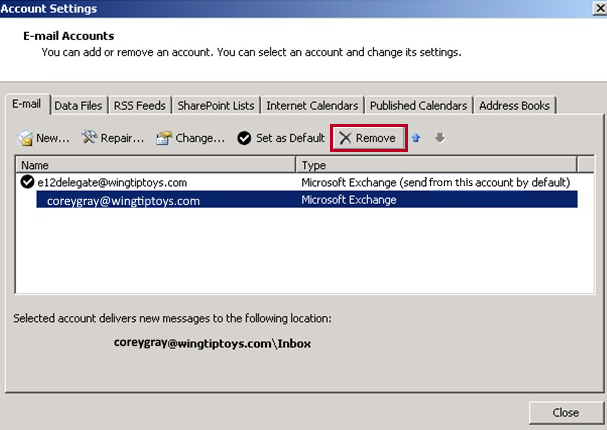 Account Settings
E-mail Accounts
You can add or remove an account. You can select an account and change its settings.
E-mail Data Files RSS Feeds SharePoint Lists Internet Calendars Published Calendars Address Books
New... Repair... Change... Set as Default Remove
Name Type
e12delegate@wingtiptoys.com Microsoft Exchange (send from this account by default)
coreygray@wingtiptoys.com Microsoft Exchange
Selected account delivers new messages to the following location:
coreygray@wingtiptoys.com\Inbox
Close